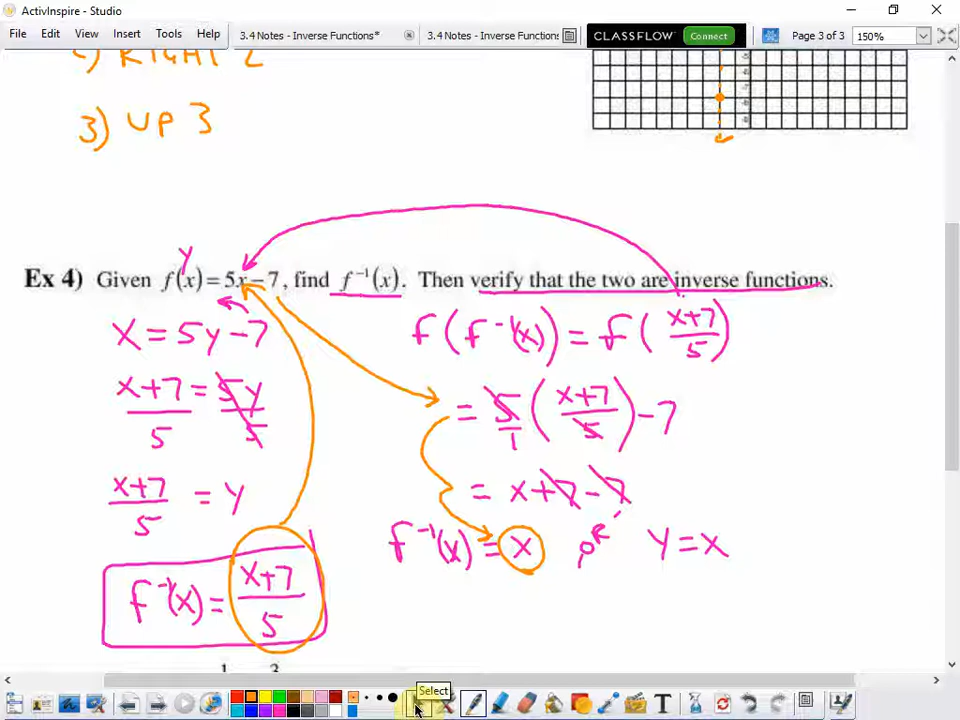 ActivInspire - Studio
File Edit View Insert Tools Help 3.4 Notes - Inverse Functions* 3.4 Notes - Inverse Functions CLASSFLOW Connect Page 3 of 3 150%
2) RIGHT 2
3) UP 3
y
Ex 4) Given f(x) = 5x − 7, find f⁻¹(x). Then verify that the two are inverse functions.
x = 5y − 7
f(f⁻¹(x)) = f((x+7)/5)
(x+7)/5 = 5y/5
= 5/1 ((x+7)/5) − 7
(x+7)/5 = y
= x + 7 − 7
f⁻¹(x) = x or y = x
f⁻¹(x) = (x+7)/5
Select